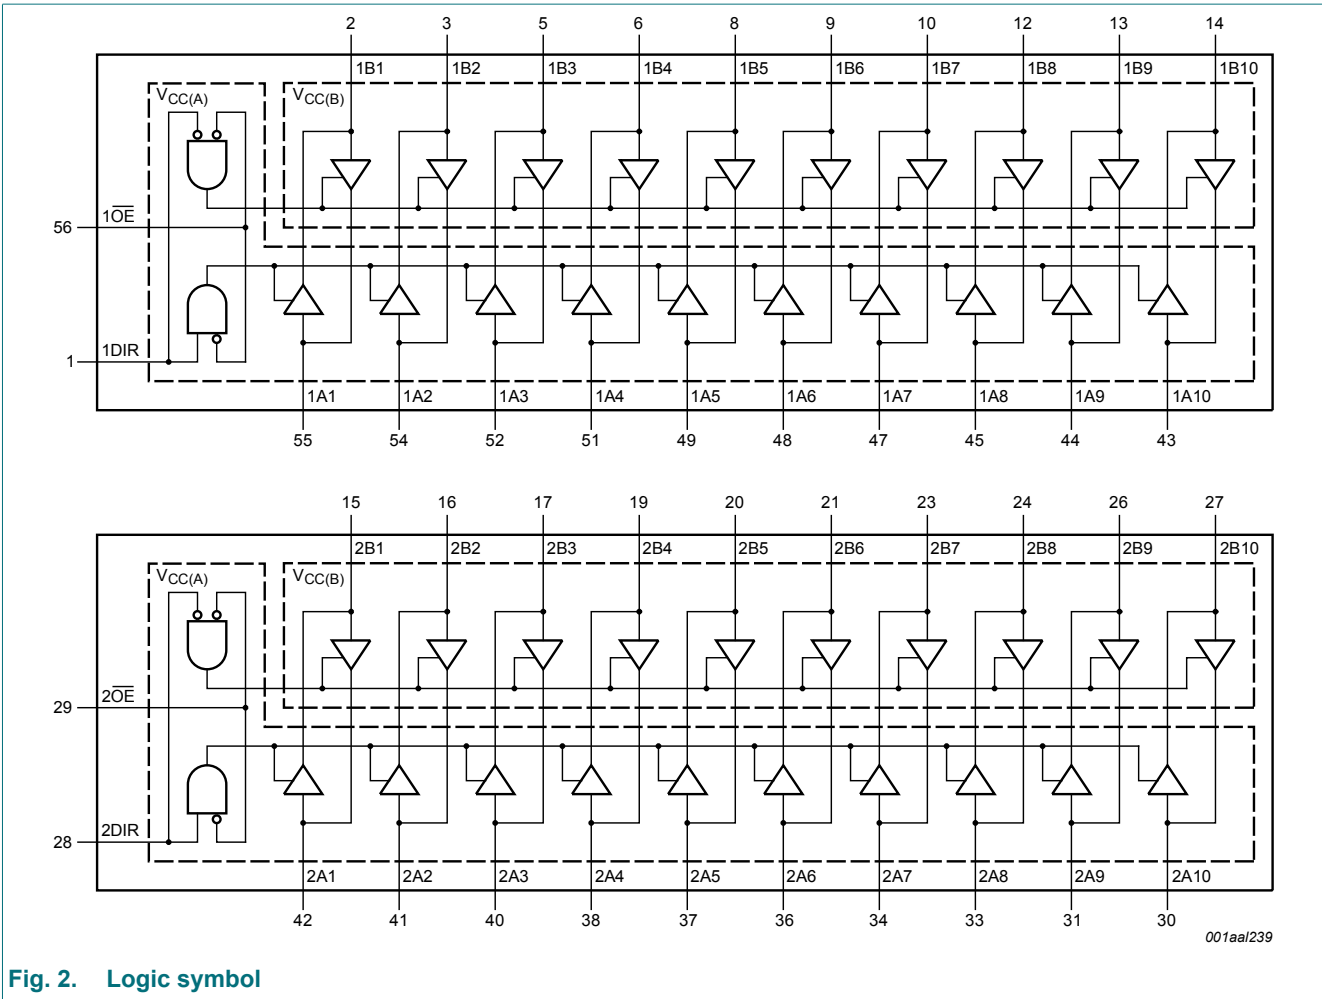 2 3 5 6 8 9 10 12 13 14
1B1 1B2 1B3 1B4 1B5 1B6 1B7 1B8 1B9 1B10
VCC(A) VCC(B)
56 1O̅E̅
1 1DIR
1A1 1A2 1A3 1A4 1A5 1A6 1A7 1A8 1A9 1A10
55 54 52 51 49 48 47 45 44 43
15 16 17 19 20 21 23 24 26 27
2B1 2B2 2B3 2B4 2B5 2B6 2B7 2B8 2B9 2B10
VCC(A) VCC(B)
29 2O̅E̅
28 2DIR
2A1 2A2 2A3 2A4 2A5 2A6 2A7 2A8 2A9 2A10
42 41 40 38 37 36 34 33 31 30
001aal239
Fig. 2. Logic symbol